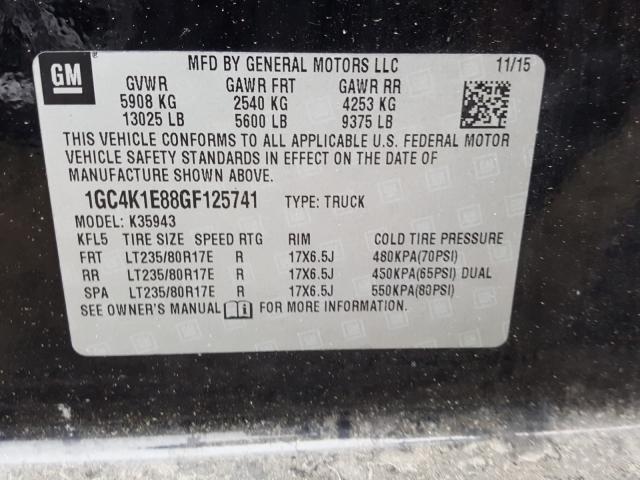 GM
MFD BY GENERAL MOTORS LLC 11/15
GVWR GAWR FRT GAWR RR
5908 KG 2540 KG 4253 KG
13025 LB 5600 LB 9375 LB
THIS VEHICLE CONFORMS TO ALL APPLICABLE U.S. FEDERAL MOTOR
VEHICLE SAFETY STANDARDS IN EFFECT ON THE DATE OF
MANUFACTURE SHOWN ABOVE.
1GC4K1E88GF125741 TYPE: TRUCK
MODEL: K35943
KFL5 TIRE SIZE SPEED RTG RIM COLD TIRE PRESSURE
FRT LT235/80R17E R 17X6.5J 480KPA(70PSI)
RR LT235/80R17E R 17X6.5J 450KPA(65PSI) DUAL
SPA LT235/80R17E R 17X6.5J 550KPA(80PSI)
SEE OWNER'S MANUAL FOR MORE INFORMATION.